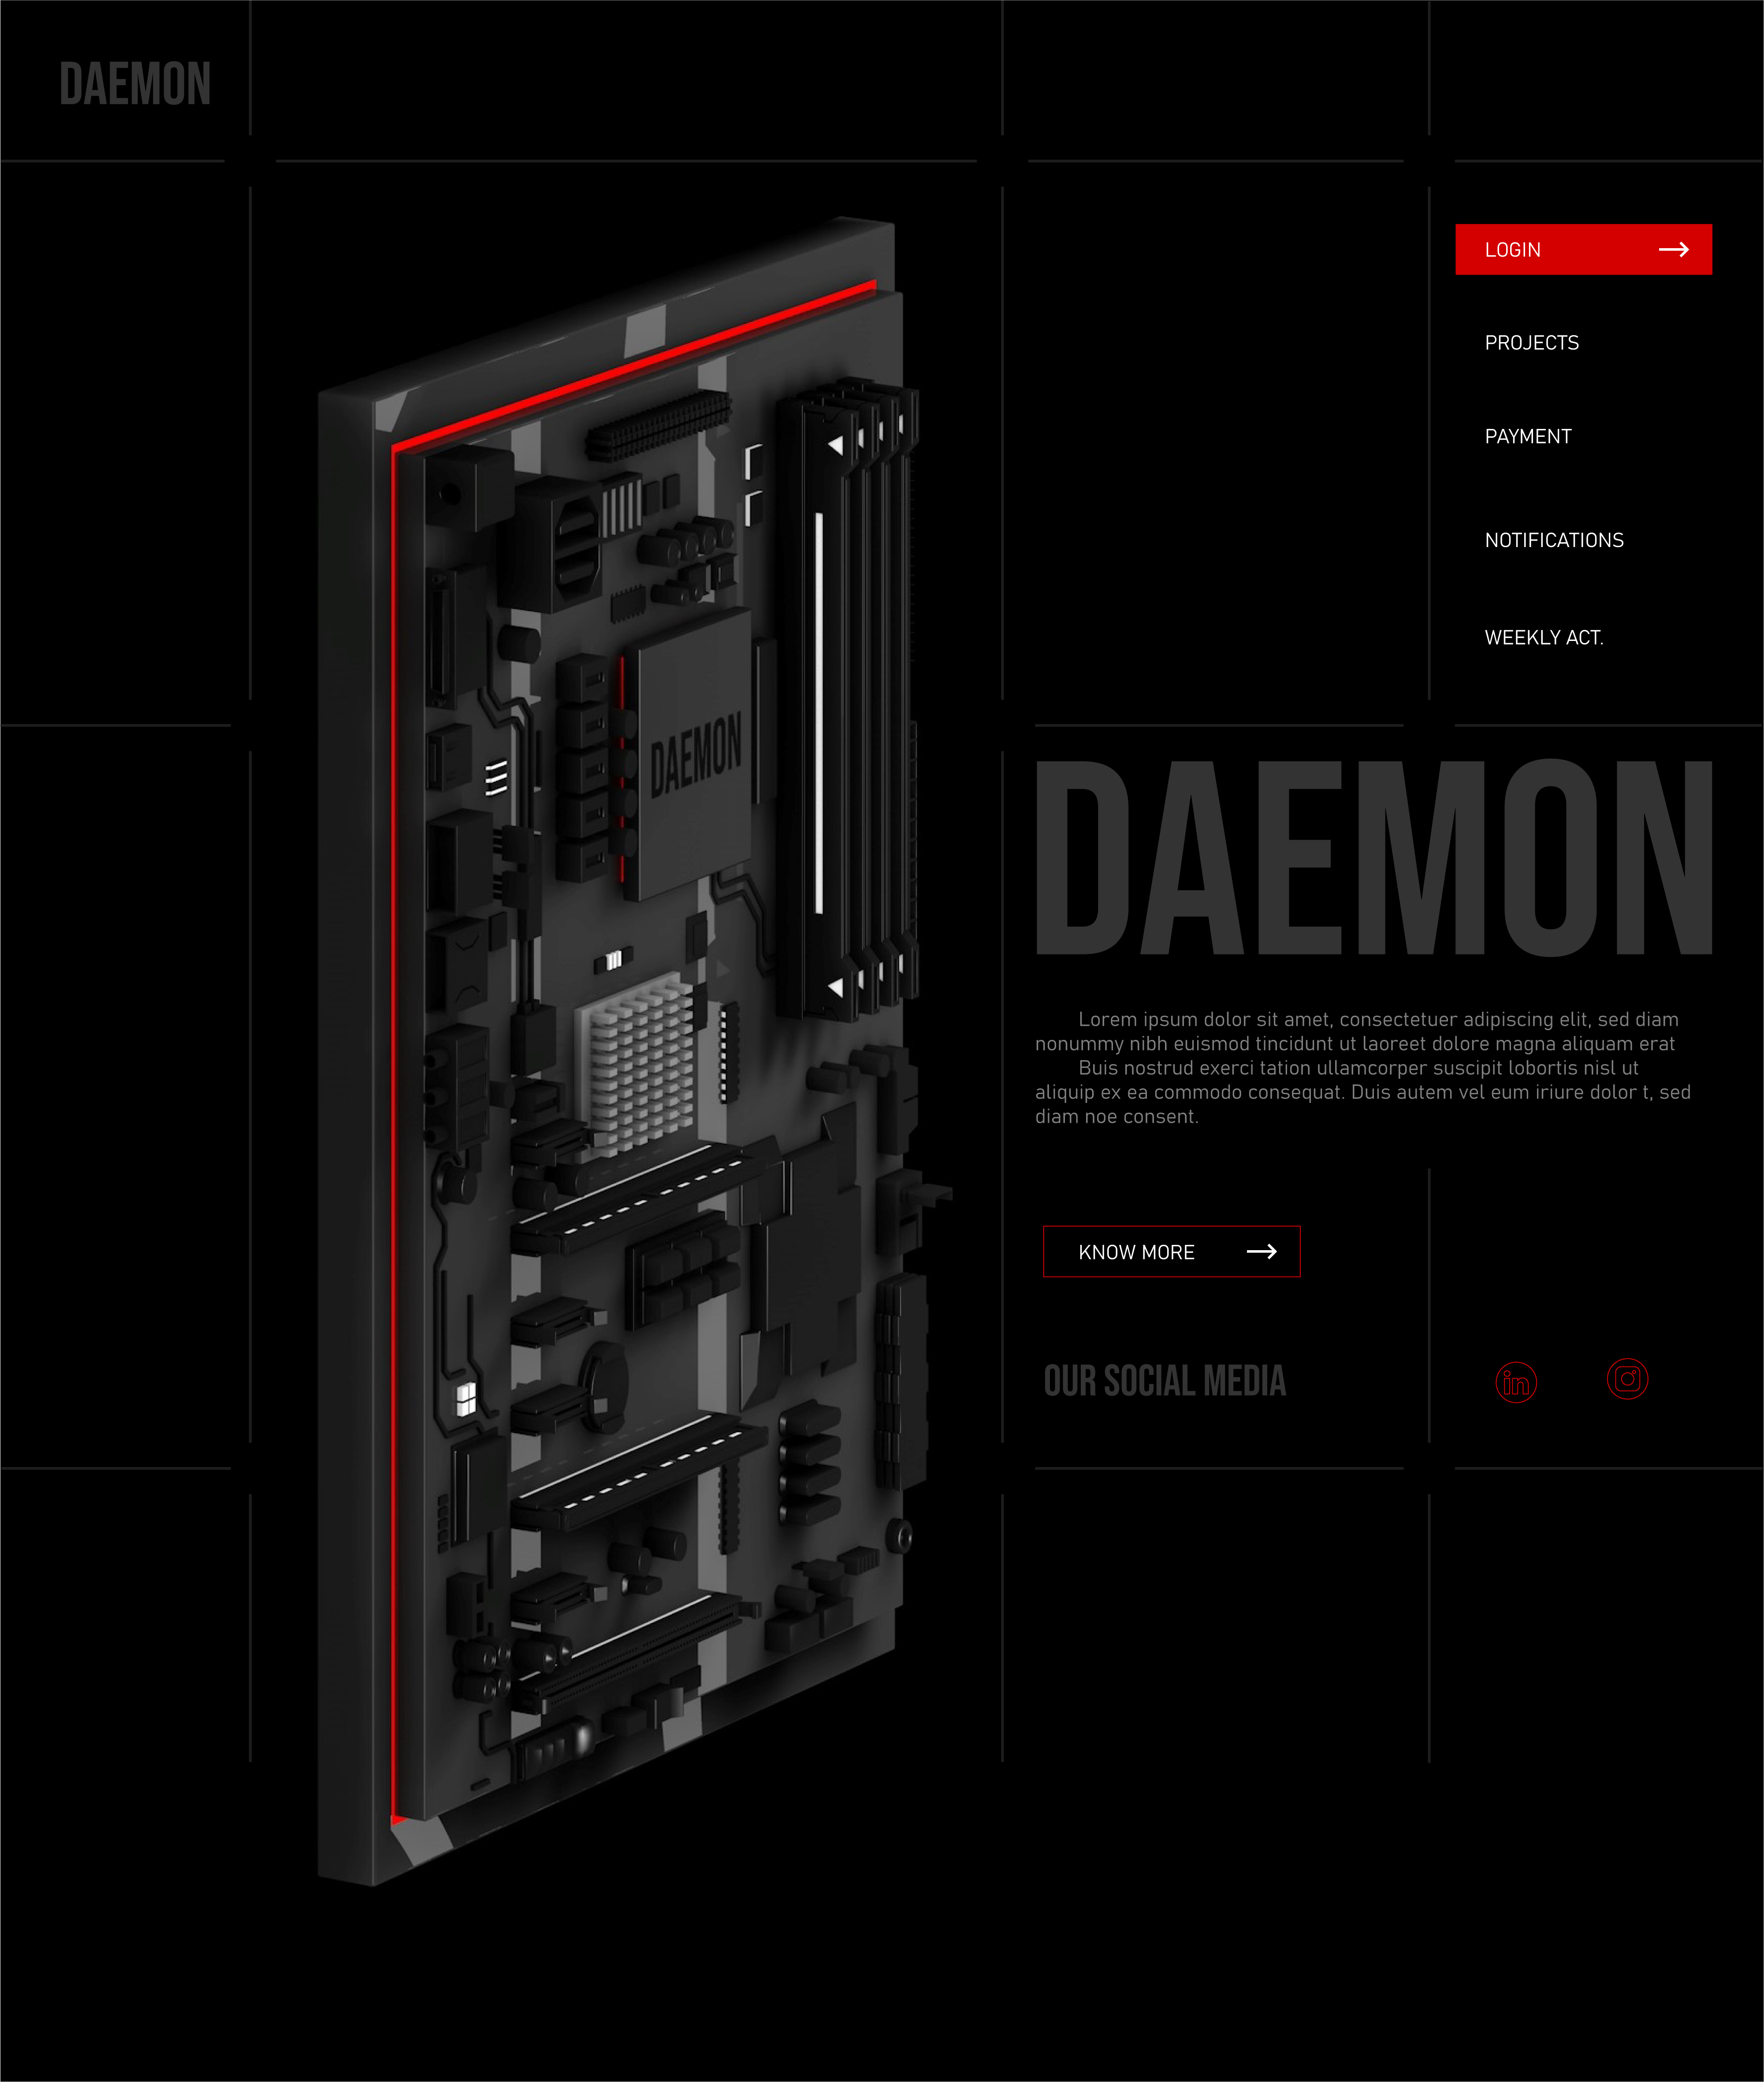 DAEMON
LOGIN
PROJECTS
PAYMENT
NOTIFICATIONS
WEEKLY ACT.
DAEMON
DAEMON
Lorem ipsum dolor sit amet, consectetuer adipiscing elit, sed diam
nonummy nibh euismod tincidunt ut laoreet dolore magna aliquam erat
Buis nostrud exerci tation ullamcorper suscipit lobortis nisl ut
aliquip ex ea commodo consequat. Duis autem vel eum iriure dolor t, sed
diam noe consent.
KNOW MORE
OUR SOCIAL MEDIA
in